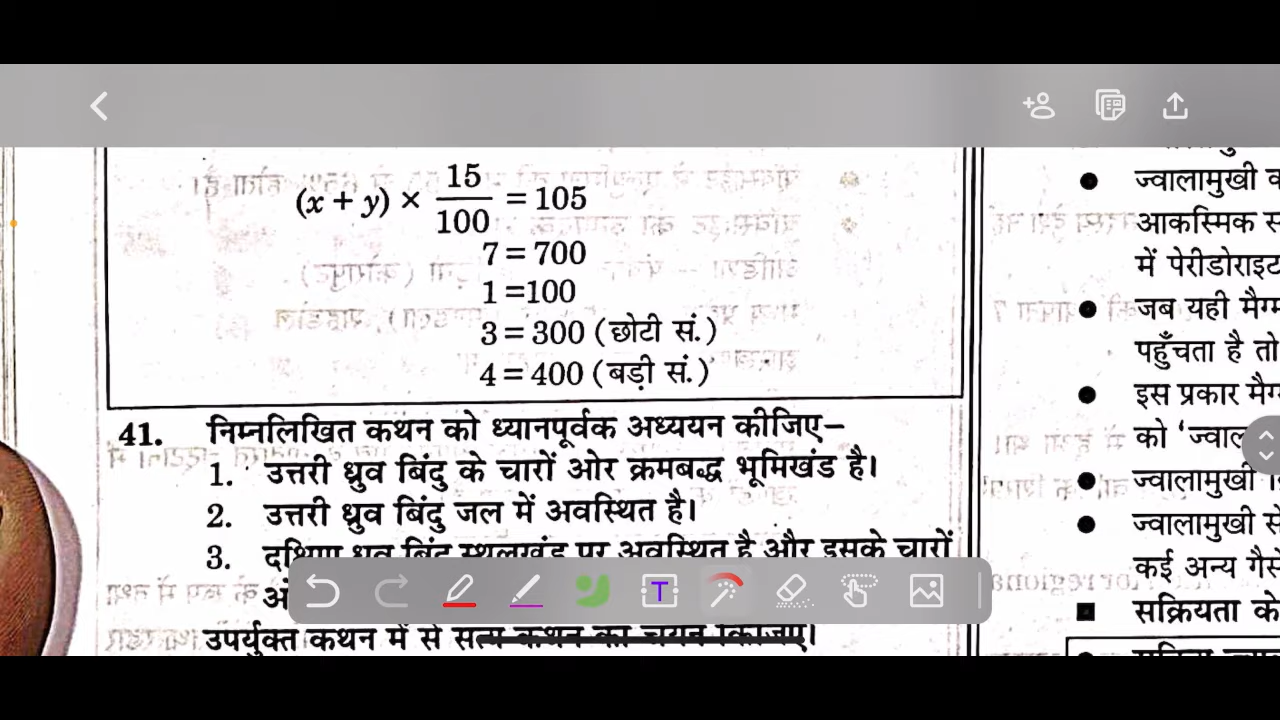 (x + y) × 15/100 = 105
7 = 700
1 =100
3 = 300 (छोटी सं.)
4 = 400 (बड़ी सं.)
41. निम्नलिखित कथन को ध्यानपूर्वक अध्ययन कीजिए–
1. उत्तरी ध्रुव बिंदु के चारों ओर क्रमबद्ध भूमिखंड है।
2. उत्तरी ध्रुव बिंदु जल में अवस्थित है।
3. दक्षिण ध्रुव बिंदु स्थलखंड पर अवस्थित है और इसके चारों
उपर्युक्त कथन में से सत्य कथन का चयन कीजिए।
● ज्वालामुखी
आकस्मिक
में पेरीडोराइट
● जब यही
पहुँचता है तो
● इस प्रकार
को
● ज्वालामुखी
● ज्वालामुखी
कई अन्य
■ सक्रियता के
T